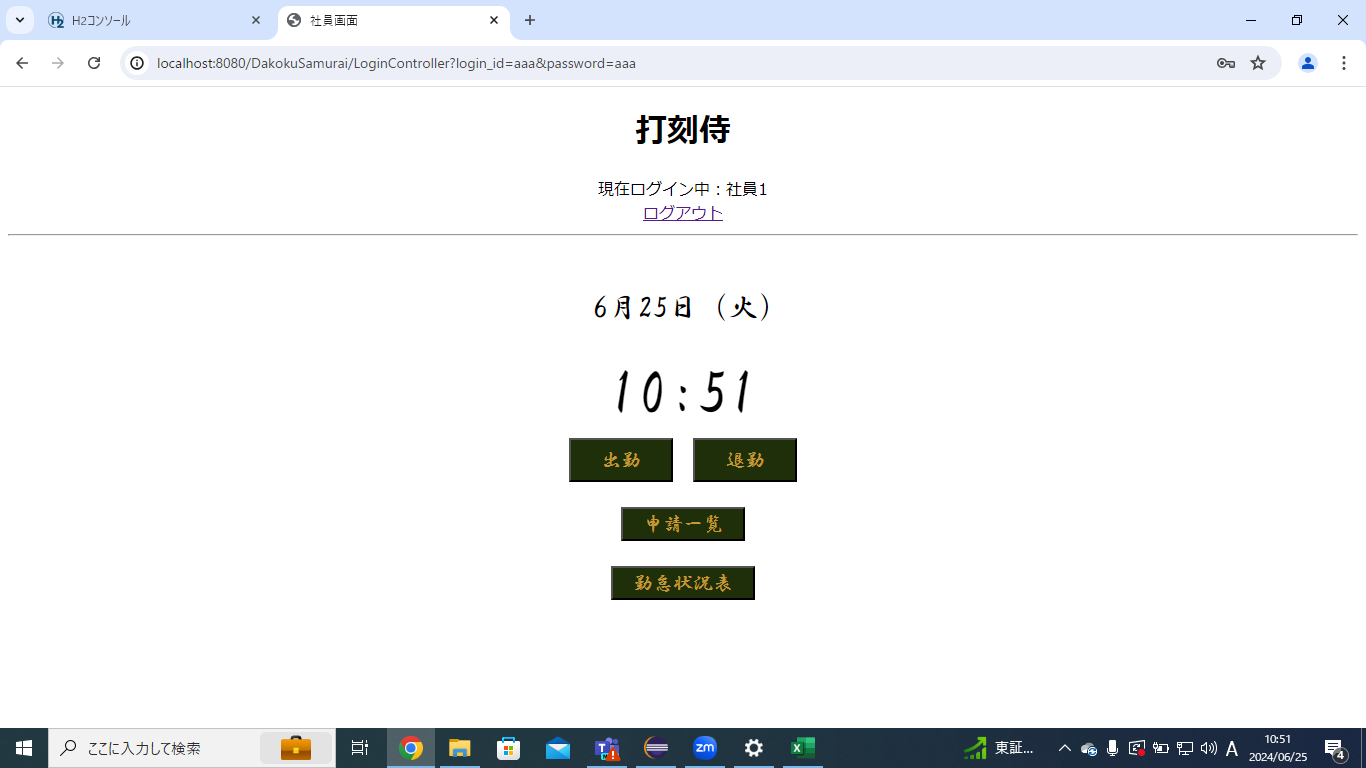 H2コンソール
社員画面
localhost:8080/DakokuSamurai/LoginController?login_id=aaa&password=aaa
打刻侍
現在ログイン中：社員1
ログアウト
6月25日（火）
10:51
出勤 退勤
申請一覧
勤怠状況表
ここに入力して検索
zm
東証...
A
10:51
2024/06/25
4